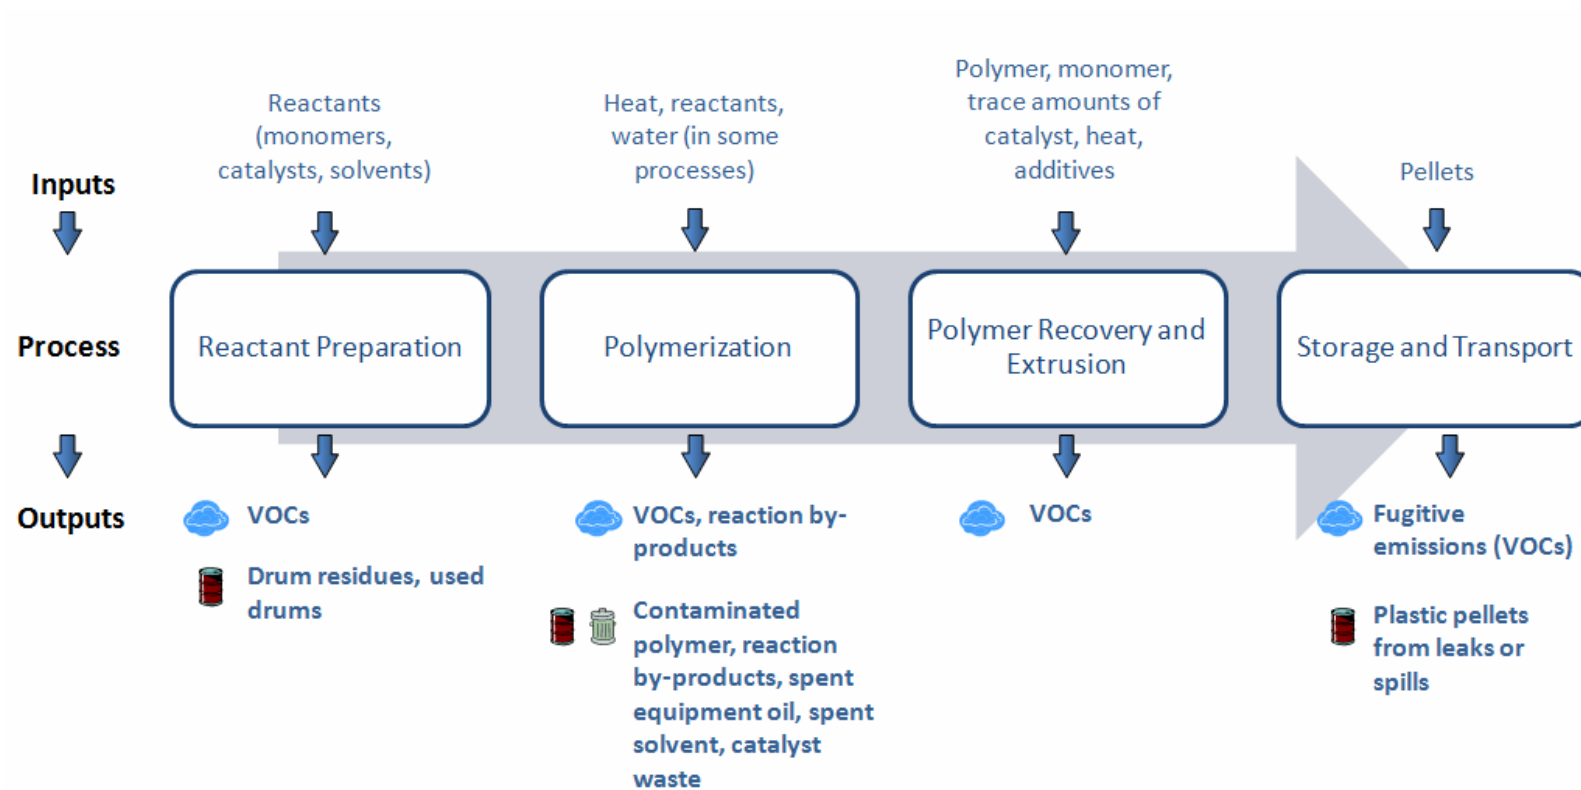 Inputs
Reactants
(monomers,
catalysts, solvents)
Heat, reactants,
water (in some
processes)
Polymer, monomer,
trace amounts of
catalyst, heat,
additives
Pellets
Process
Reactant Preparation
Polymerization
Polymer Recovery and
Extrusion
Storage and Transport
Outputs
VOCs
Drum residues, used
drums
VOCs, reaction by-
products
Contaminated
polymer, reaction
by-products, spent
equipment oil, spent
solvent, catalyst
waste
VOCs
Fugitive
emissions (VOCs)
Plastic pellets
from leaks or
spills